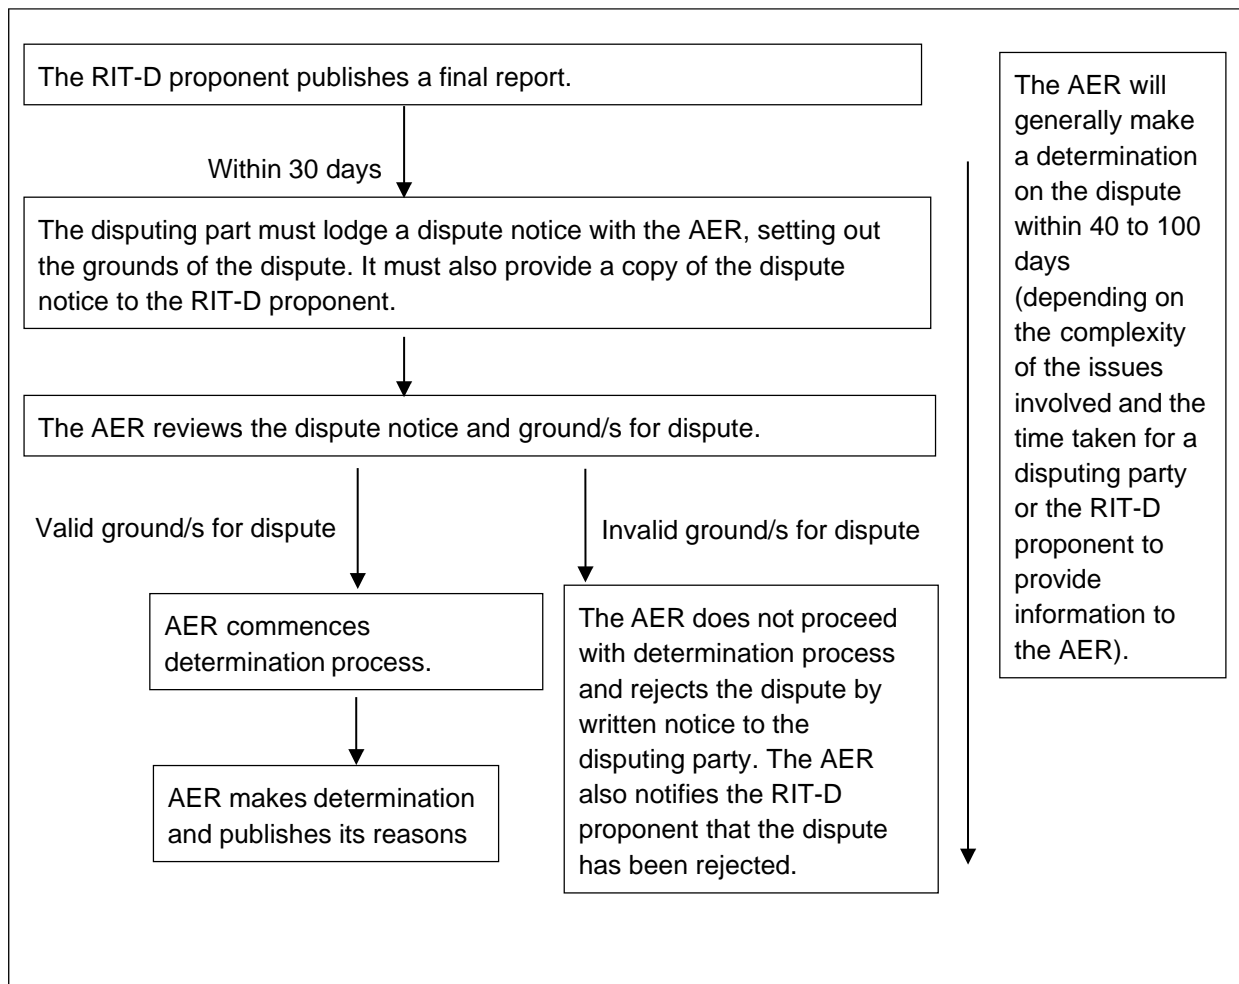 The RIT-D proponent publishes a final report.
Within 30 days
The disputing part must lodge a dispute notice with the AER, setting out
the grounds of the dispute. It must also provide a copy of the dispute
notice to the RIT-D proponent.
The AER reviews the dispute notice and ground/s for dispute.
Valid ground/s for dispute
Invalid ground/s for dispute
AER commences
determination process.
AER makes determination
and publishes its reasons
The AER does not proceed
with determination process
and rejects the dispute by
written notice to the
disputing party. The AER
also notifies the RIT-D
proponent that the dispute
has been rejected.
The AER will
generally make
a determination
on the dispute
within 40 to 100
days
(depending on
the complexity
of the issues
involved and the
time taken for a
disputing party
or the RIT-D
proponent to
provide
information to
the AER).